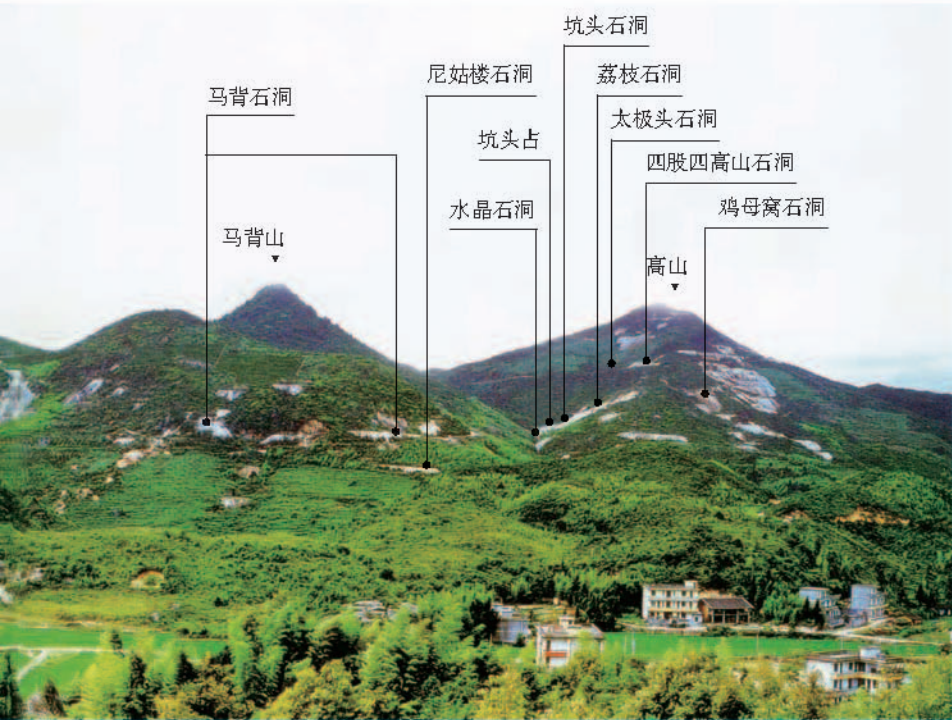 坑头石洞
尼姑楼石洞
荔枝石洞
马背石洞
太极头石洞
坑头占
四股四高山石洞
水晶石洞
鸡母窝石洞
马背山
高山